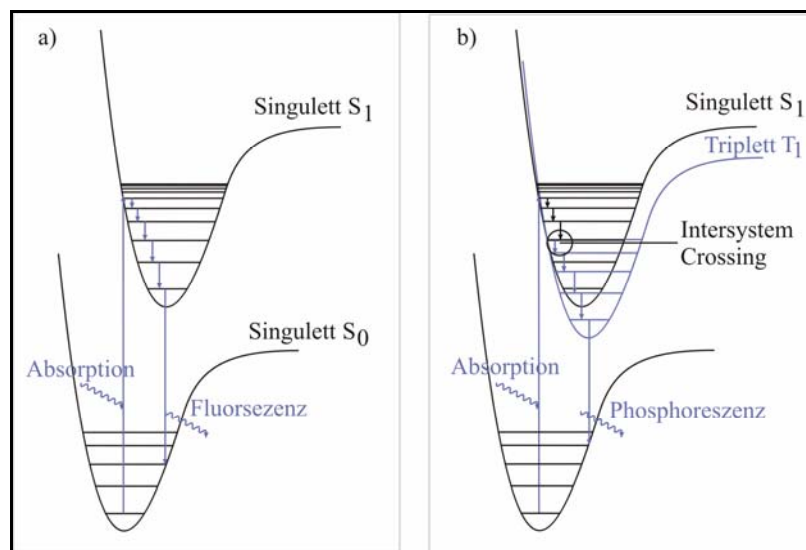 a)
Singulett S1
Singulett S0
Absorption
Fluorsezenz
b)
Singulett S1
Triplett T1
Intersystem
Crossing
Absorption
Phosphoreszenz